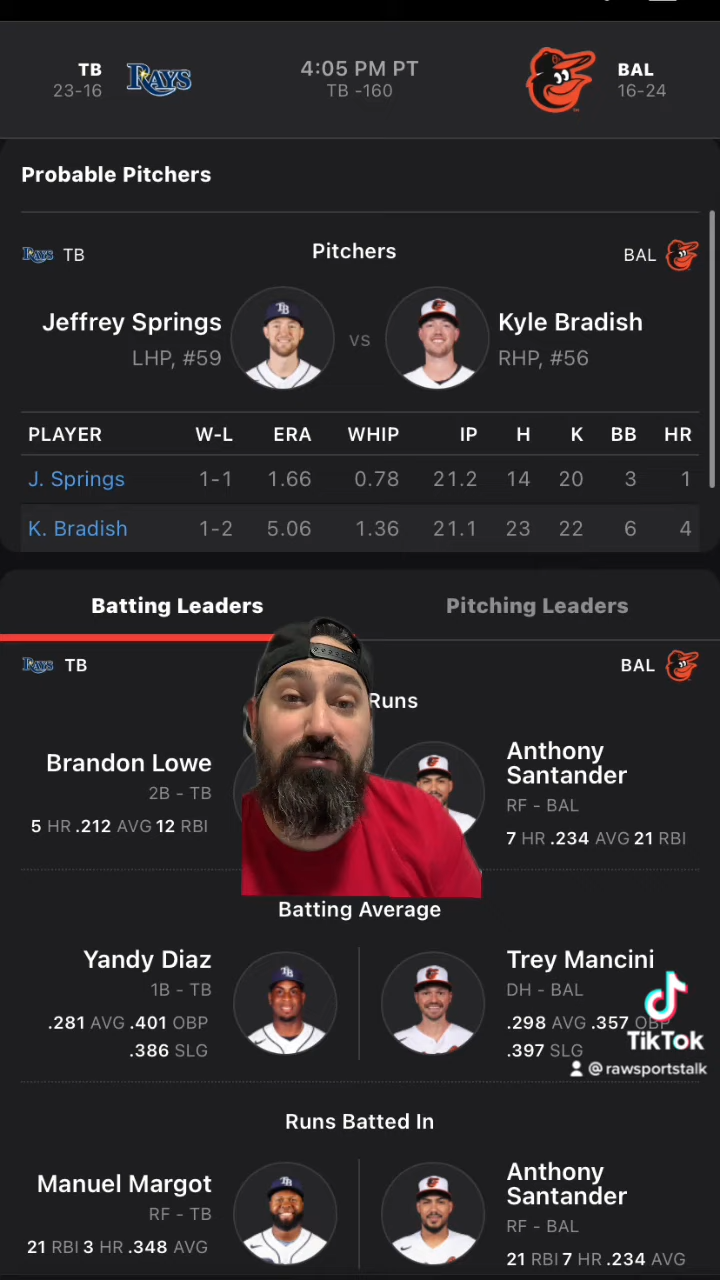 TB
23-16
RAYS
4:05 PM PT
TB -160
BAL
16-24
Probable Pitchers
RAYS TB
Pitchers
BAL
Jeffrey Springs
LHP, #59
VS
Kyle Bradish
RHP, #56
PLAYER W-L ERA WHIP IP H K BB HR
J. Springs 1-1 1.66 0.78 21.2 14 20 3 1
K. Bradish 1-2 5.06 1.36 21.1 23 22 6 4
Batting Leaders
Pitching Leaders
RAYS TB
BAL
Runs
Brandon Lowe
2B - TB
5 HR .212 AVG 12 RBI
Anthony
Santander
RF - BAL
7 HR .234 AVG 21 RBI
Batting Average
Yandy Diaz
1B - TB
.281 AVG .401 OBP
.386 SLG
Trey Mancini
DH - BAL
.298 AVG .357 OBP
.397 SLG
TikTok
@rawsportstalk
Runs Batted In
Manuel Margot
RF - TB
21 RBI 3 HR .348 AVG
Anthony
Santander
RF - BAL
21 RBI 7 HR .234 AVG